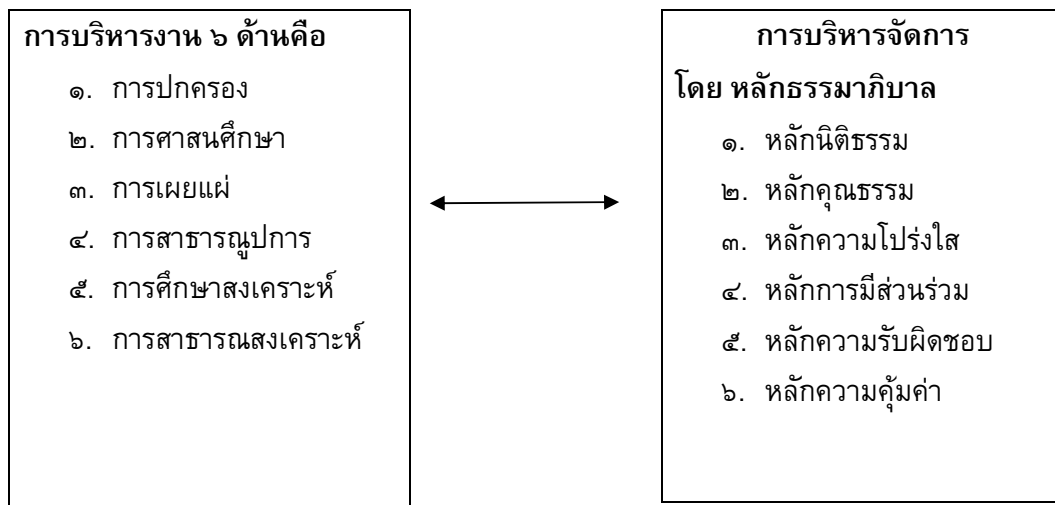 การบริหารงาน ๖ ด้านคือ
๑. การปกครอง
๒. การศาสนศึกษา
๓. การเผยแผ่
๔. การสาธารณูปการ
๕. การศึกษาสงเคราะห์
๖. การสาธารณสงเคราะห์
การบริหารจัดการ
โดย หลักธรรมาภิบาล
๑. หลักนิติธรรม
๒. หลักคุณธรรม
๓. หลักความโปร่งใส
๔. หลักการมีส่วนร่วม
๕. หลักความรับผิดชอบ
๖. หลักความคุ้มค่า